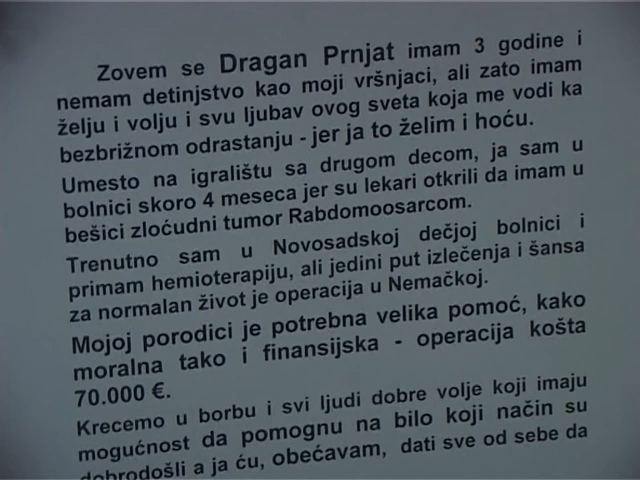 Zovem se Dragan Prnjat imam 3 godine i
nemam detinjstvo kao moji vršnjaci, ali zato imam
želju i volju i svu ljubav ovog sveta koja me vodi ka
bezbrižnom odrastanju - jer ja to želim i hoću.
Umesto na igralištu sa drugom decom, ja sam u
bolnici skoro 4 meseca jer su lekari otkrili da imam u
bešici zloćudni tumor Rabdomoosarcom.
Trenutno sam u Novosadskoj dečjoj bolnici i
primam hemioterapiju, ali jedini put izlečenja i šansa
za normalan život je operacija u Nemačkoj.
Mojoj porodici je potrebna velika pomoć, kako
moralna tako i finansijska - operacija košta
70.000 €.
Krecemo u borbu i svi ljudi dobre volje koji imaju
mogućnost da pomognu na bilo koji način su
dobrodošli a ja ću, obećavam, dati sve od sebe da